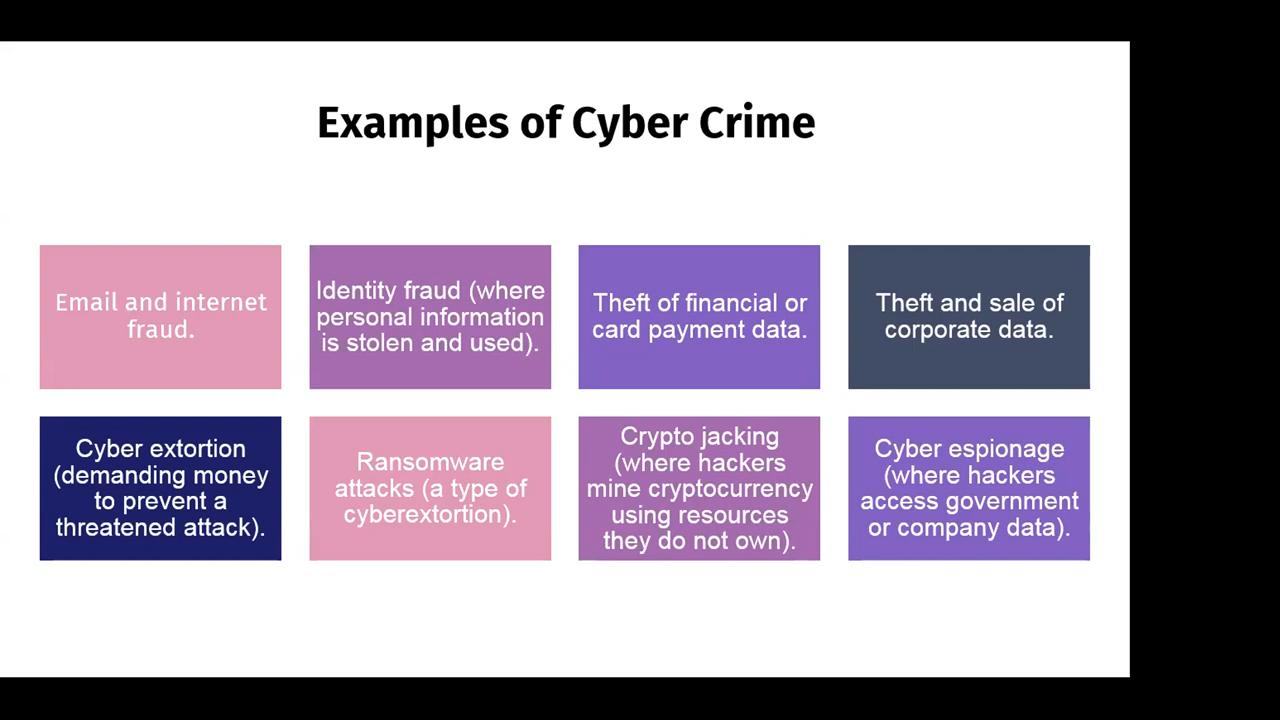 Examples of Cyber Crime
Email and internet
fraud.
Identity fraud (where
personal information
is stolen and used).
Theft of financial or
card payment data.
Theft and sale of
corporate data.
Cyber extortion
(demanding money
to prevent a
threatened attack).
Ransomware
attacks (a type of
cyberextortion).
Crypto jacking
(where hackers
mine cryptocurrency
using resources
they do not own).
Cyber espionage
(where hackers
access government
or company data).